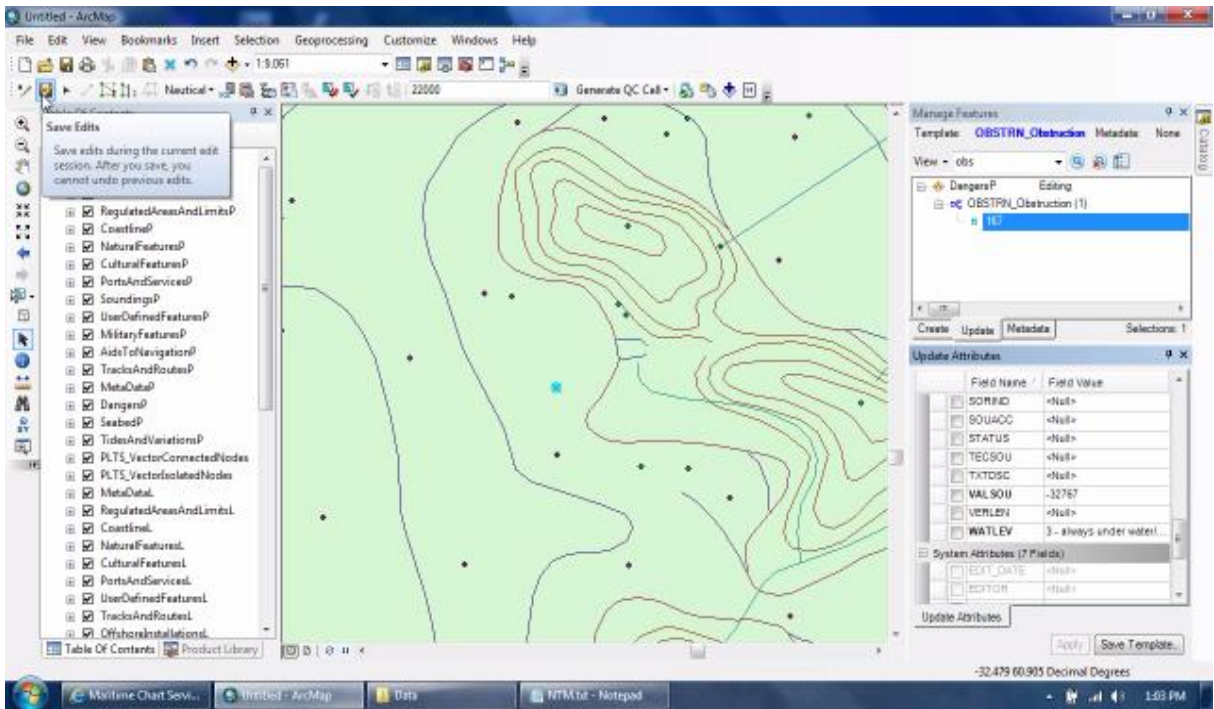 Untitled - ArcMap
File Edit View Bookmarks Insert Selection Geoprocessing Customize Windows Help
1:9,061
Nautical 22000 Generate QC Cell
Save Edits
Save edits during the current edit
session. After you save, you
cannot undo previous edits.
RegulatedAreasAndLimitsP
CoastlineP
NaturalFeaturesP
CulturalFeaturesP
PortsAndServicesP
SoundingsP
UserDefinedFeaturesP
MilitaryFeaturesP
AidsToNavigationP
TracksAndRoutesP
MetaDataP
DangersP
SeabedP
TidesAndVariationsP
PLTS_VectorConnectedNodes
PLTS_VectorIsolatedNodes
MetaDataL
RegulatedAreasAndLimitsL
CoastlineL
NaturalFeaturesL
CulturalFeaturesL
PortsAndServicesL
UserDefinedFeaturesL
TracksAndRoutesL
OffshoreInstallationsL
Table Of Contents Product Library
Manage Features
Template: OBSTRN_Obstruction Metadata: None
View obs
DangersP Editing
OBSTRN_Obstruction (1)
167
Create Update Metadata Selections: 1
Update Attributes
Field Name Field Value
SORIND <Null>
SOUACC <Null>
STATUS <Null>
TECSOU <Null>
TXTDSC <Null>
VALSOU -32767
VERLEN <Null>
WATLEV 3 - always under water/...
System Attributes (7 Fields)
EDIT_DATE <Null>
EDITOR <Null>
Update Attributes
Apply Save Template...
-32.479 60.905 Decimal Degrees
Catalog
Maritime Chart Servi... Untitled - ArcMap Data NTM.txt - Notepad 1:03 PM